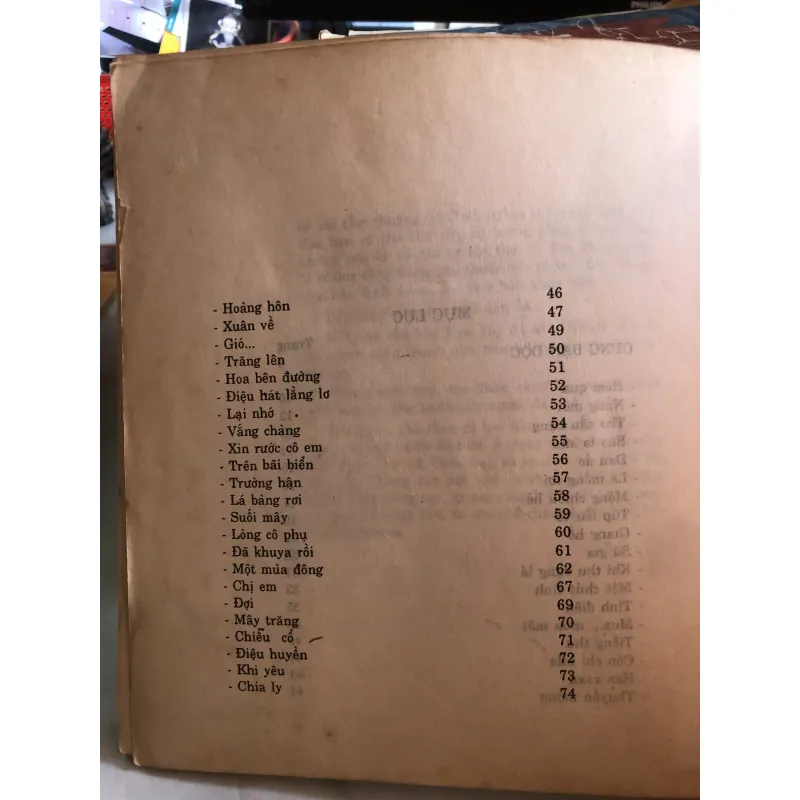 - Hoàng hôn 46
- Xuân về 47
- Gió... 49
- Trăng lên 50
- Hoa bên đường 51
- Điệu hát lẳng lơ 52
- Lại nhớ 53
- Vắng chàng 54
- Xin rước cô em 55
- Trên bãi biển 56
- Trường hận 57
- Lá bàng rơi 58
- Suối mây 59
- Lòng cô phụ 60
- Đã khuya rồi 61
- Một mùa đông 62
- Chị em 67
- Đợi 69
- Mây trăng 70
- Chiều cổ 71
- Điệu huyền 72
- Khi yêu 73
- Chia ly 74